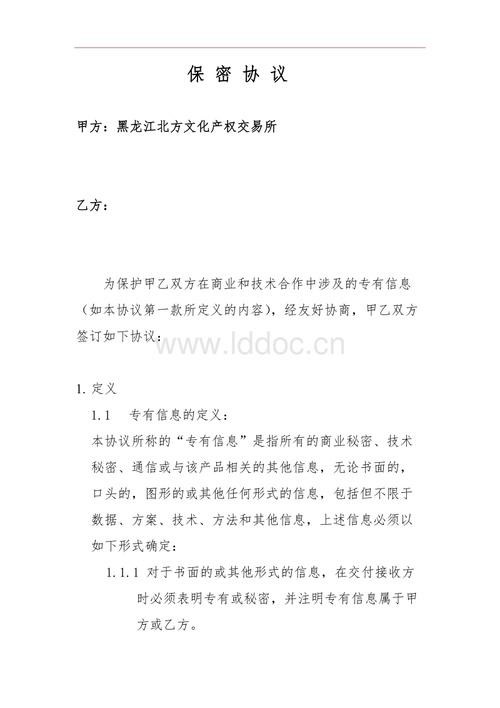 保 密 协 议
甲方：黑龙江北方文化产权交易所
乙方：
为保护甲乙双方在商业和技术合作中涉及的专有信息
（如本协议第一款所定义的内容），经友好协商，甲乙双方
签订如下协议：
www.lddoc.cn
1. 定义
1.1 专有信息的定义：
本协议所称的“专有信息”是指所有的商业秘密、技术
秘密、通信或与该产品相关的其他信息，无论书面的，
口头的，图形的或其他任何形式的信息，包括但不限于
数据、方案、技术、方法和其他信息，上述信息必须以
如下形式确定：
1.1.1 对于书面的或其他形式的信息，在交付接收方
时必须表明专有或秘密，并注明专有信息属于甲
方或乙方。